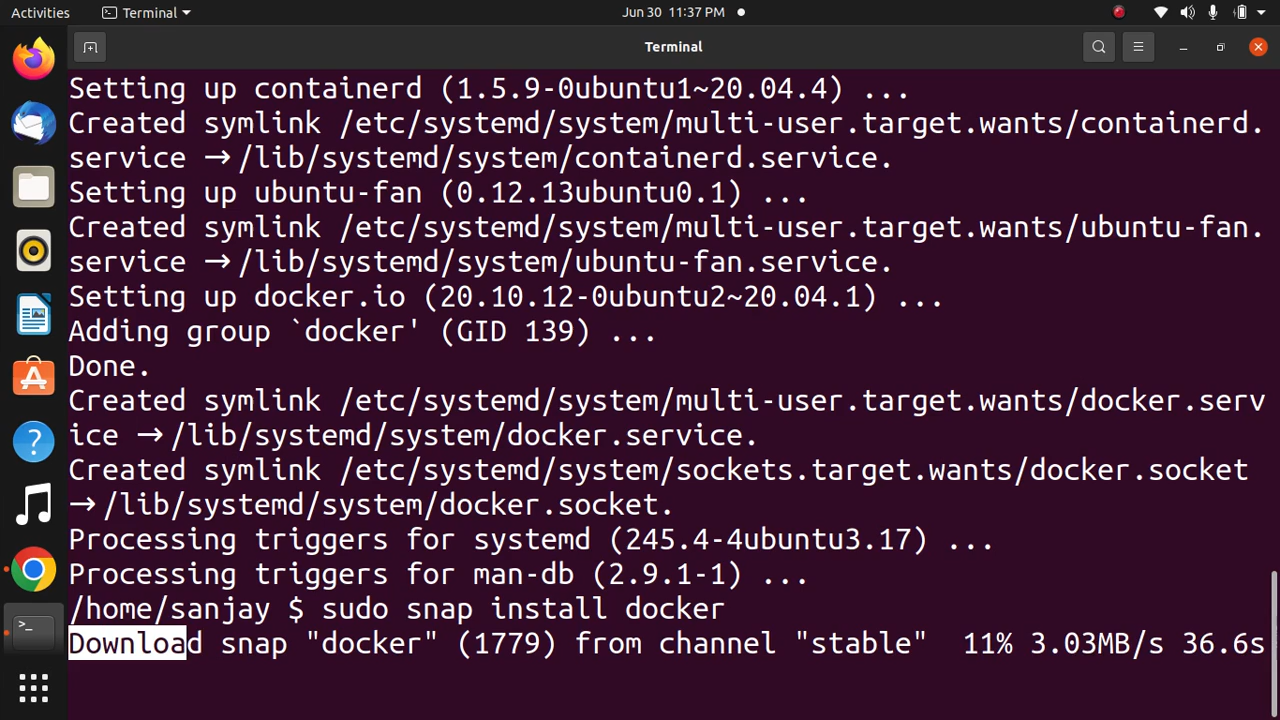 Activities
Terminal
Jun 30 11:37 PM
Terminal
Setting up containerd (1.5.9-0ubuntu1~20.04.4) ...
Created symlink /etc/systemd/system/multi-user.target.wants/containerd.
service → /lib/systemd/system/containerd.service.
Setting up ubuntu-fan (0.12.13ubuntu0.1) ...
Created symlink /etc/systemd/system/multi-user.target.wants/ubuntu-fan.
service → /lib/systemd/system/ubuntu-fan.service.
Setting up docker.io (20.10.12-0ubuntu2~20.04.1) ...
Adding group `docker' (GID 139) ...
Done.
Created symlink /etc/systemd/system/multi-user.target.wants/docker.serv
ice → /lib/systemd/system/docker.service.
Created symlink /etc/systemd/system/sockets.target.wants/docker.socket
→ /lib/systemd/system/docker.socket.
Processing triggers for systemd (245.4-4ubuntu3.17) ...
Processing triggers for man-db (2.9.1-1) ...
/home/sanjay $ sudo snap install docker
Download snap "docker" (1779) from channel "stable" 11% 3.03MB/s 36.6s